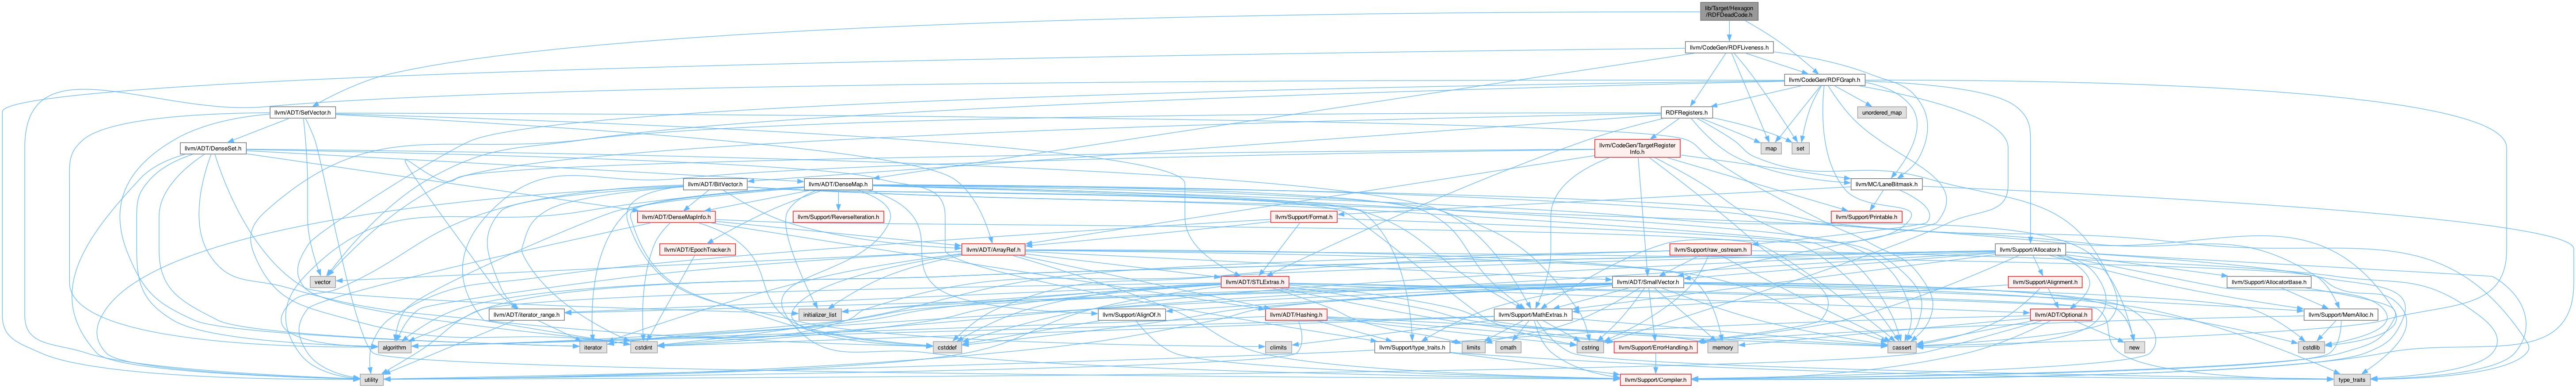 lib/Target/Hexagon
/RDFDeadCode.h
llvm/CodeGen/RDFLiveness.h
llvm/CodeGen/RDFGraph.h
llvm/ADT/SetVector.h
RDFRegisters.h
unordered_map
llvm/ADT/DenseSet.h
llvm/CodeGen/TargetRegister
Info.h
map
set
llvm/ADT/BitVector.h
llvm/ADT/DenseMap.h
llvm/MC/LaneBitmask.h
llvm/ADT/DenseMapInfo.h
llvm/Support/ReverseIteration.h
llvm/Support/Format.h
llvm/Support/Printable.h
llvm/ADT/EpochTracker.h
llvm/ADT/ArrayRef.h
llvm/Support/raw_ostream.h
llvm/Support/Allocator.h
vector
llvm/ADT/STLExtras.h
llvm/ADT/SmallVector.h
llvm/Support/Alignment.h
llvm/Support/AllocatorBase.h
llvm/ADT/iterator_range.h
initializer_list
llvm/Support/AlignOf.h
llvm/ADT/Hashing.h
llvm/Support/MathExtras.h
llvm/ADT/Optional.h
llvm/Support/MemAlloc.h
algorithm
iterator
cstdint
cstddef
climits
llvm/Support/type_traits.h
limits
cmath
cstring
llvm/Support/ErrorHandling.h
memory
cassert
new
cstdlib
utility
llvm/Support/Compiler.h
type_traits